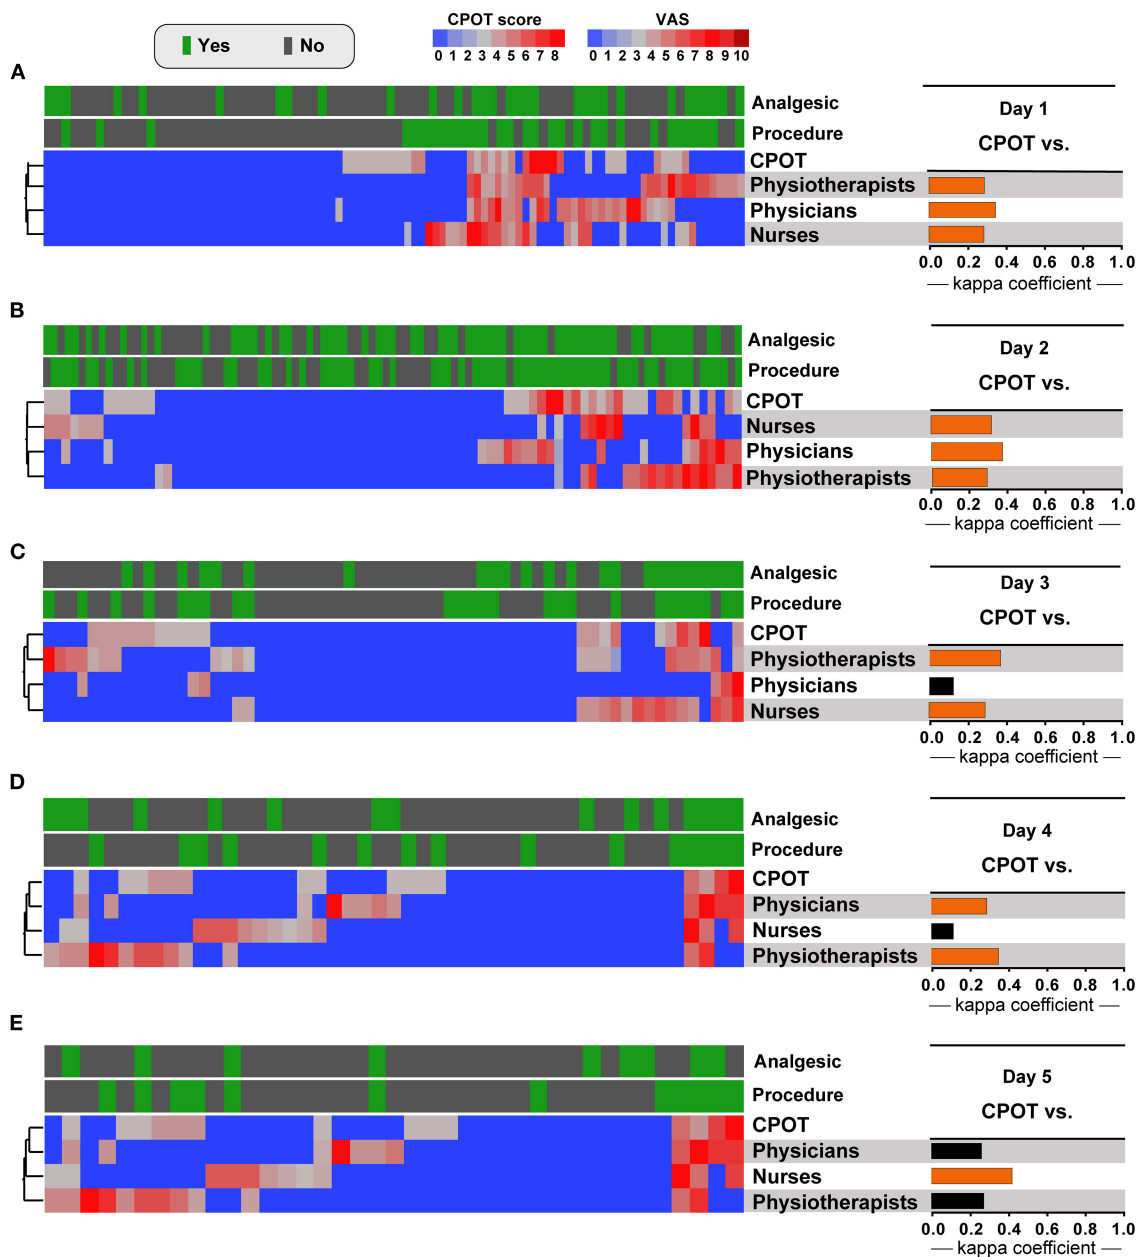 Yes No
CPOT score
0 1 2 3 4 5 6 7 8
VAS
0 1 2 3 4 5 6 7 8 10
A
Analgesic
Procedure
CPOT
Physiotherapists
Physicians
Nurses
Day 1
CPOT vs.
0.0 0.2 0.4 0.6 0.8 1.0
kappa coefficient
B
Analgesic
Procedure
CPOT
Nurses
Physicians
Physiotherapists
Day 2
CPOT vs.
0.0 0.2 0.4 0.6 0.8 1.0
kappa coefficient
C
Analgesic
Procedure
CPOT
Physiotherapists
Physicians
Nurses
Day 3
CPOT vs.
0.0 0.2 0.4 0.6 0.8 1.0
kappa coefficient
D
Analgesic
Procedure
CPOT
Physicians
Nurses
Physiotherapists
Day 4
CPOT vs.
0.0 0.2 0.4 0.6 0.8 1.0
kappa coefficient
E
Analgesic
Procedure
CPOT
Physicians
Nurses
Physiotherapists
Day 5
CPOT vs.
0.0 0.2 0.4 0.6 0.8 1.0
kappa coefficient